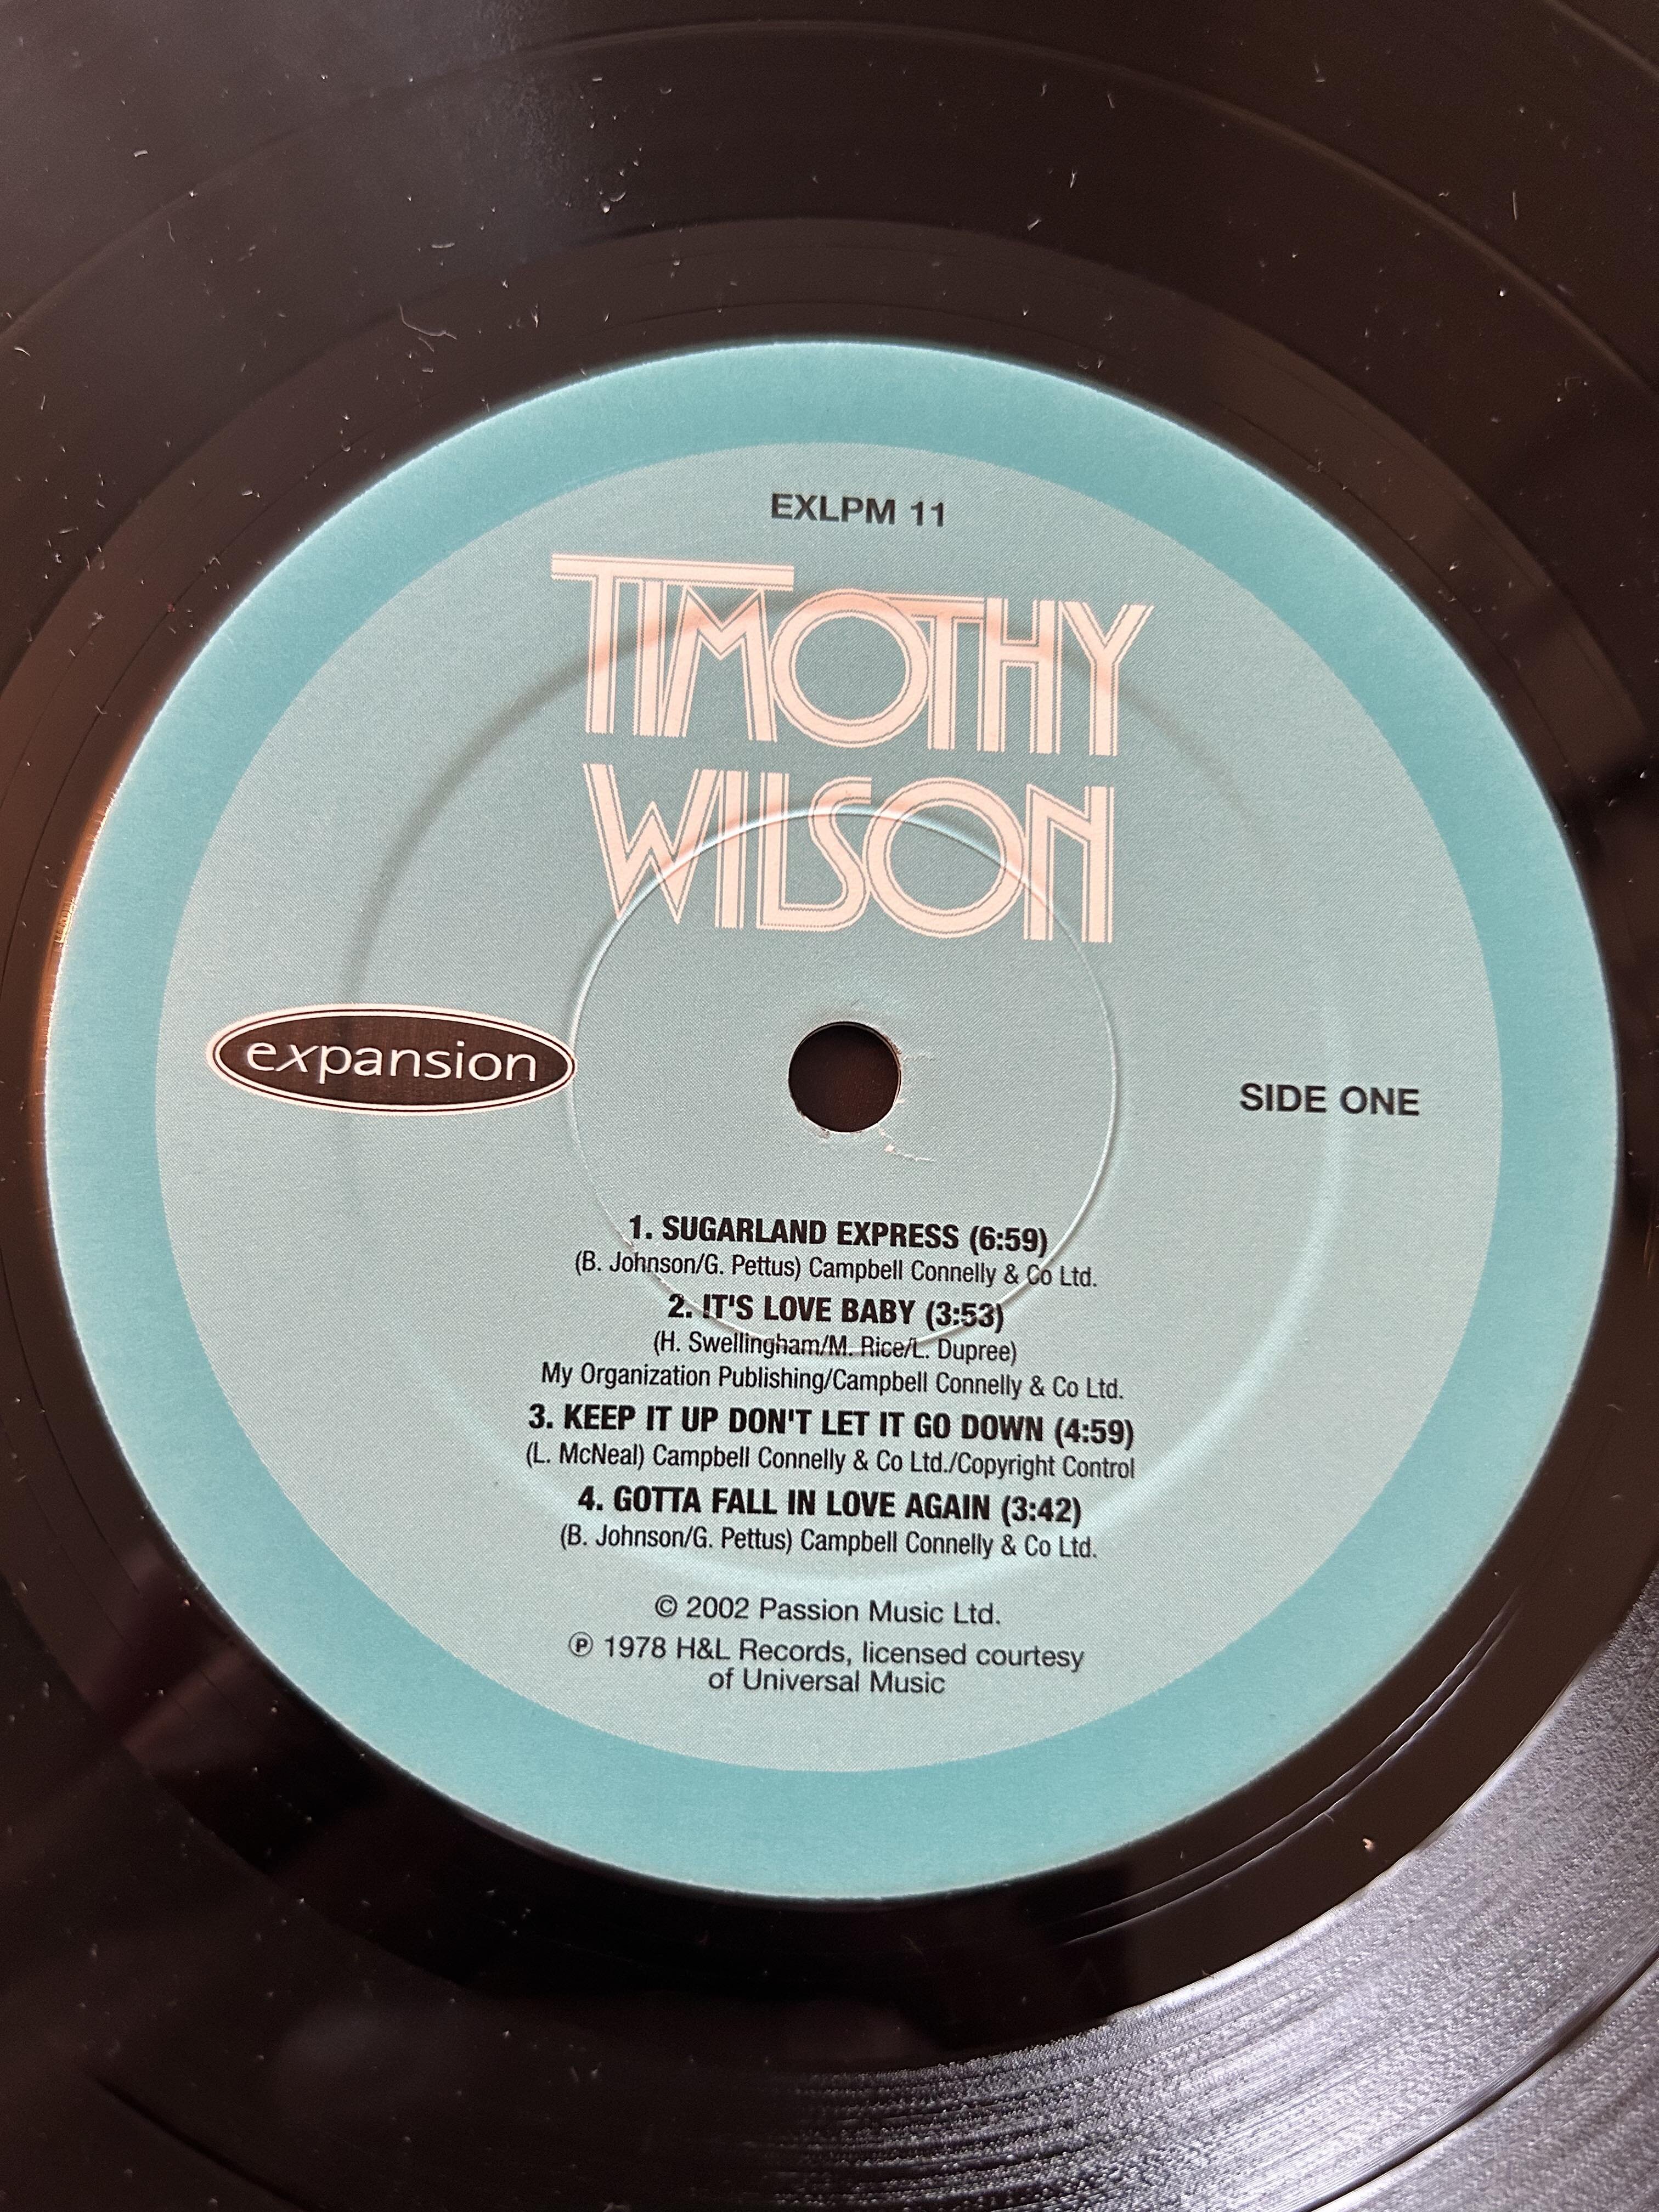 EXLPM 11
TIMOTHY
WILSON
expansion
SIDE ONE
1. SUGARLAND EXPRESS (6:59)
(B. Johnson/G. Pettus) Campbell Connelly & Co Ltd.
2. IT'S LOVE BABY (3:53)
(H. Swellingham/M. Rice/L. Dupree)
My Organization Publishing/Campbell Connelly & Co Ltd.
3. KEEP IT UP DON'T LET IT GO DOWN (4:59)
(L. McNeal) Campbell Connelly & Co Ltd./Copyright Control
4. GOTTA FALL IN LOVE AGAIN (3:42)
(B. Johnson/G. Pettus) Campbell Connelly & Co Ltd.
© 2002 Passion Music Ltd.
℗ 1978 H&L Records, licensed courtesy
of Universal Music